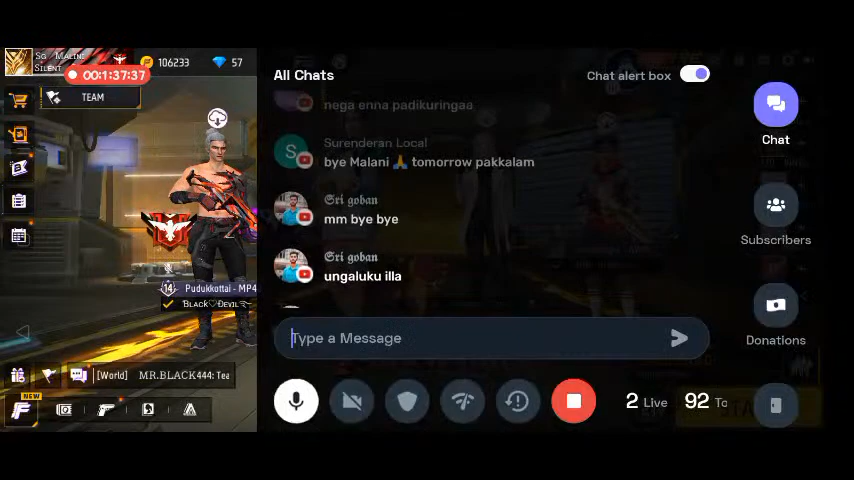 SG MALINI
SILENT
106233
57
00:1:37:37
TEAM
14
Pudukkottai - MP4
BLACK♡DEVIL
[World] MR.BLACK444: Tea
NEW
All Chats
Chat alert box
nega enna padikuringaa
S
Surenderan Local
bye Malani 🙏 tomorrow pakkalam
Sri goban
mm bye bye
Sri goban
ungaluku illa
Type a Message
2 Live
92 To
Chat
Subscribers
Donations